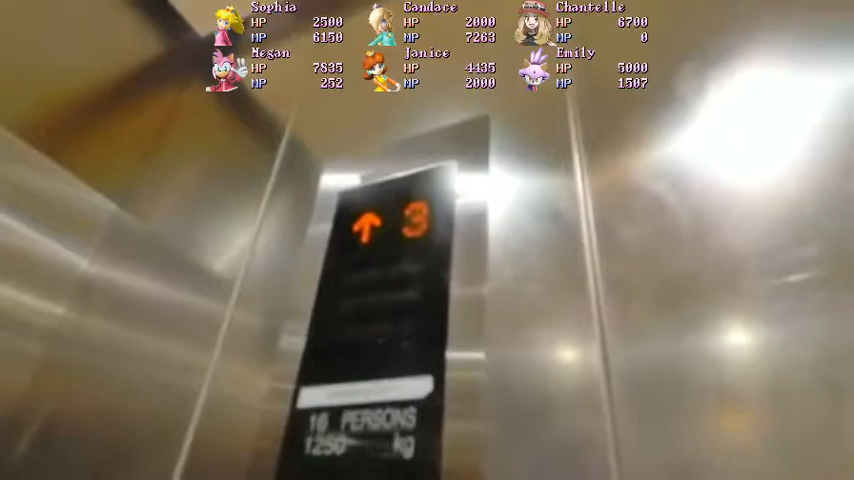 Sophia
HP 2500
MP 6150
Candace
HP 2000
MP 7263
Chantelle
HP 6700
MP 0
Megan
HP 7835
MP 252
Janice
HP 4435
MP 2000
Emily
HP 5000
MP 1507
↑ 3
16 PERSONS
1250 kg